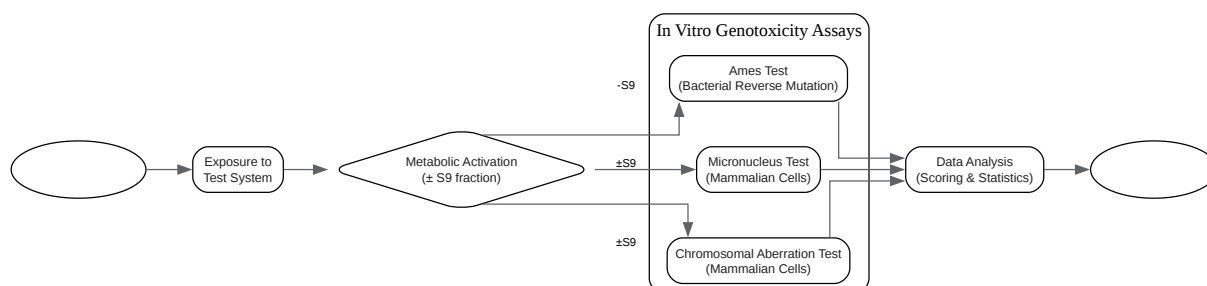 In Vitro Genotoxicity Assays
Ames Test
(Bacterial Reverse Mutation)
-S9
Exposure to
Test System
Metabolic Activation
(± S9 fraction)
±S9
Micronucleus Test
(Mammalian Cells)
Data Analysis
(Scoring & Statistics)
±S9
Chromosomal Aberration Test
(Mammalian Cells)